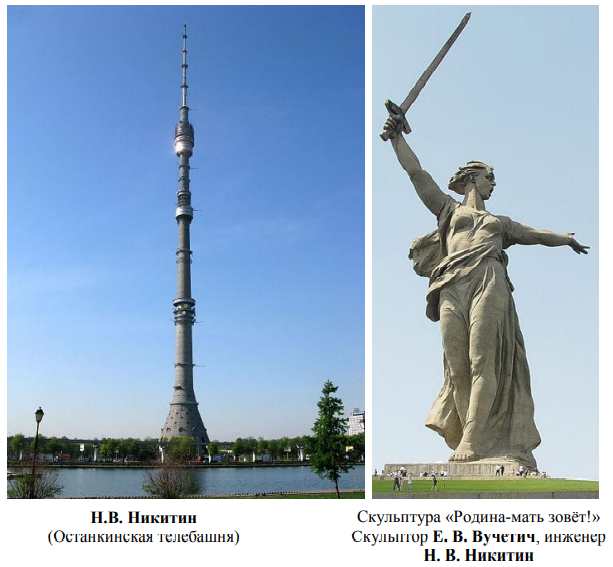 Н.В. Никитин
(Останкинская телебашня)
Скульптура «Родина-мать зовёт!»
Скульптор Е. В. Вучетич, инженер
Н. В. Никитин